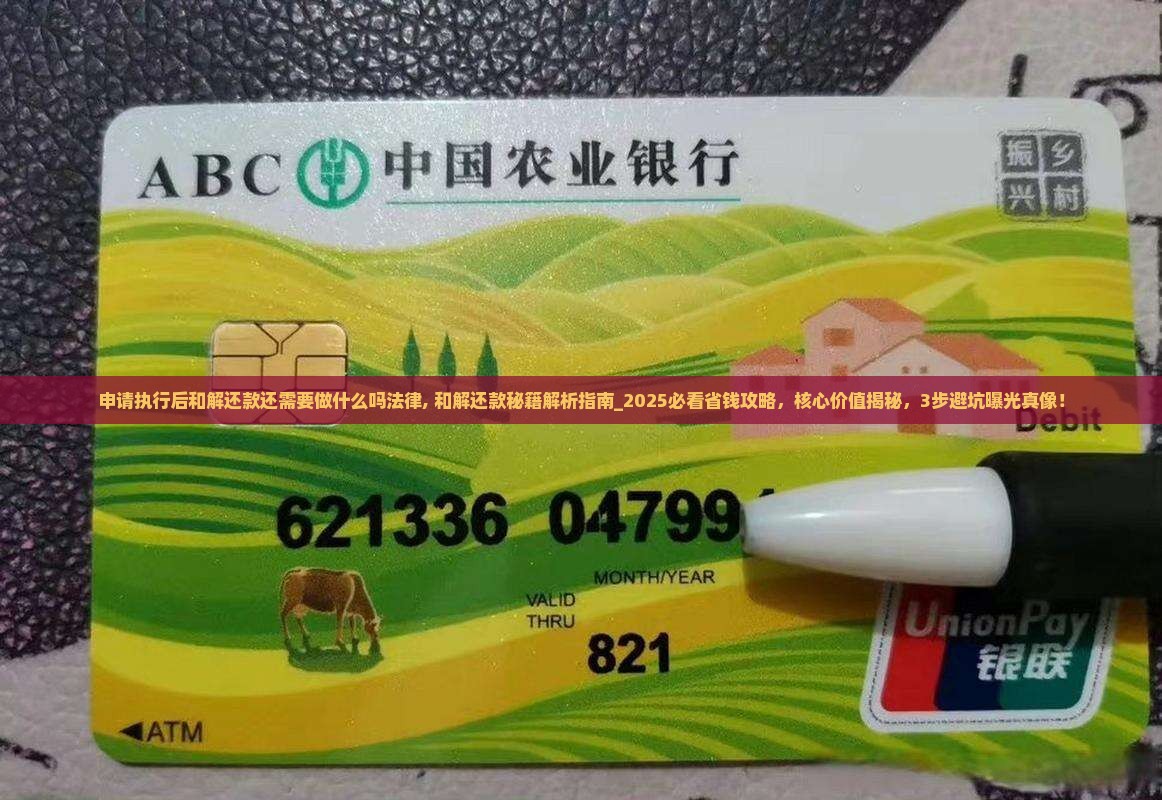 ABC 中国农业银行
振 乡
兴 村
申请执行后和解还款还需要做什么吗法律, 和解还款秘籍解析指南_2025必看省钱攻略，核心价值揭秘，3步避坑曝光真像！
Debit
621336 04799
MONTH/YEAR
VALID
THRU
821
UnionPay
银联
◀ATM